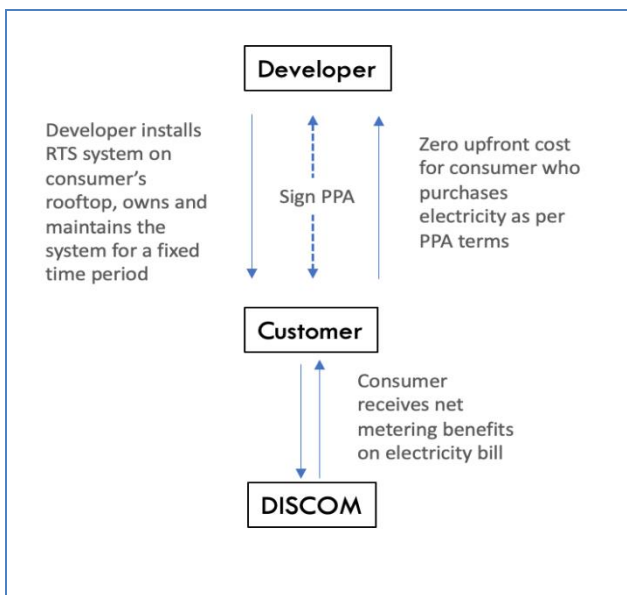 Developer
Developer installs
RTS system on
consumer's
rooftop, owns and
maintains the
system for a fixed
time period
Sign PPA
Zero upfront cost
for consumer who
purchases
electricity as per
PPA terms
Customer
Consumer
receives net
metering benefits
on electricity bill
DISCOM